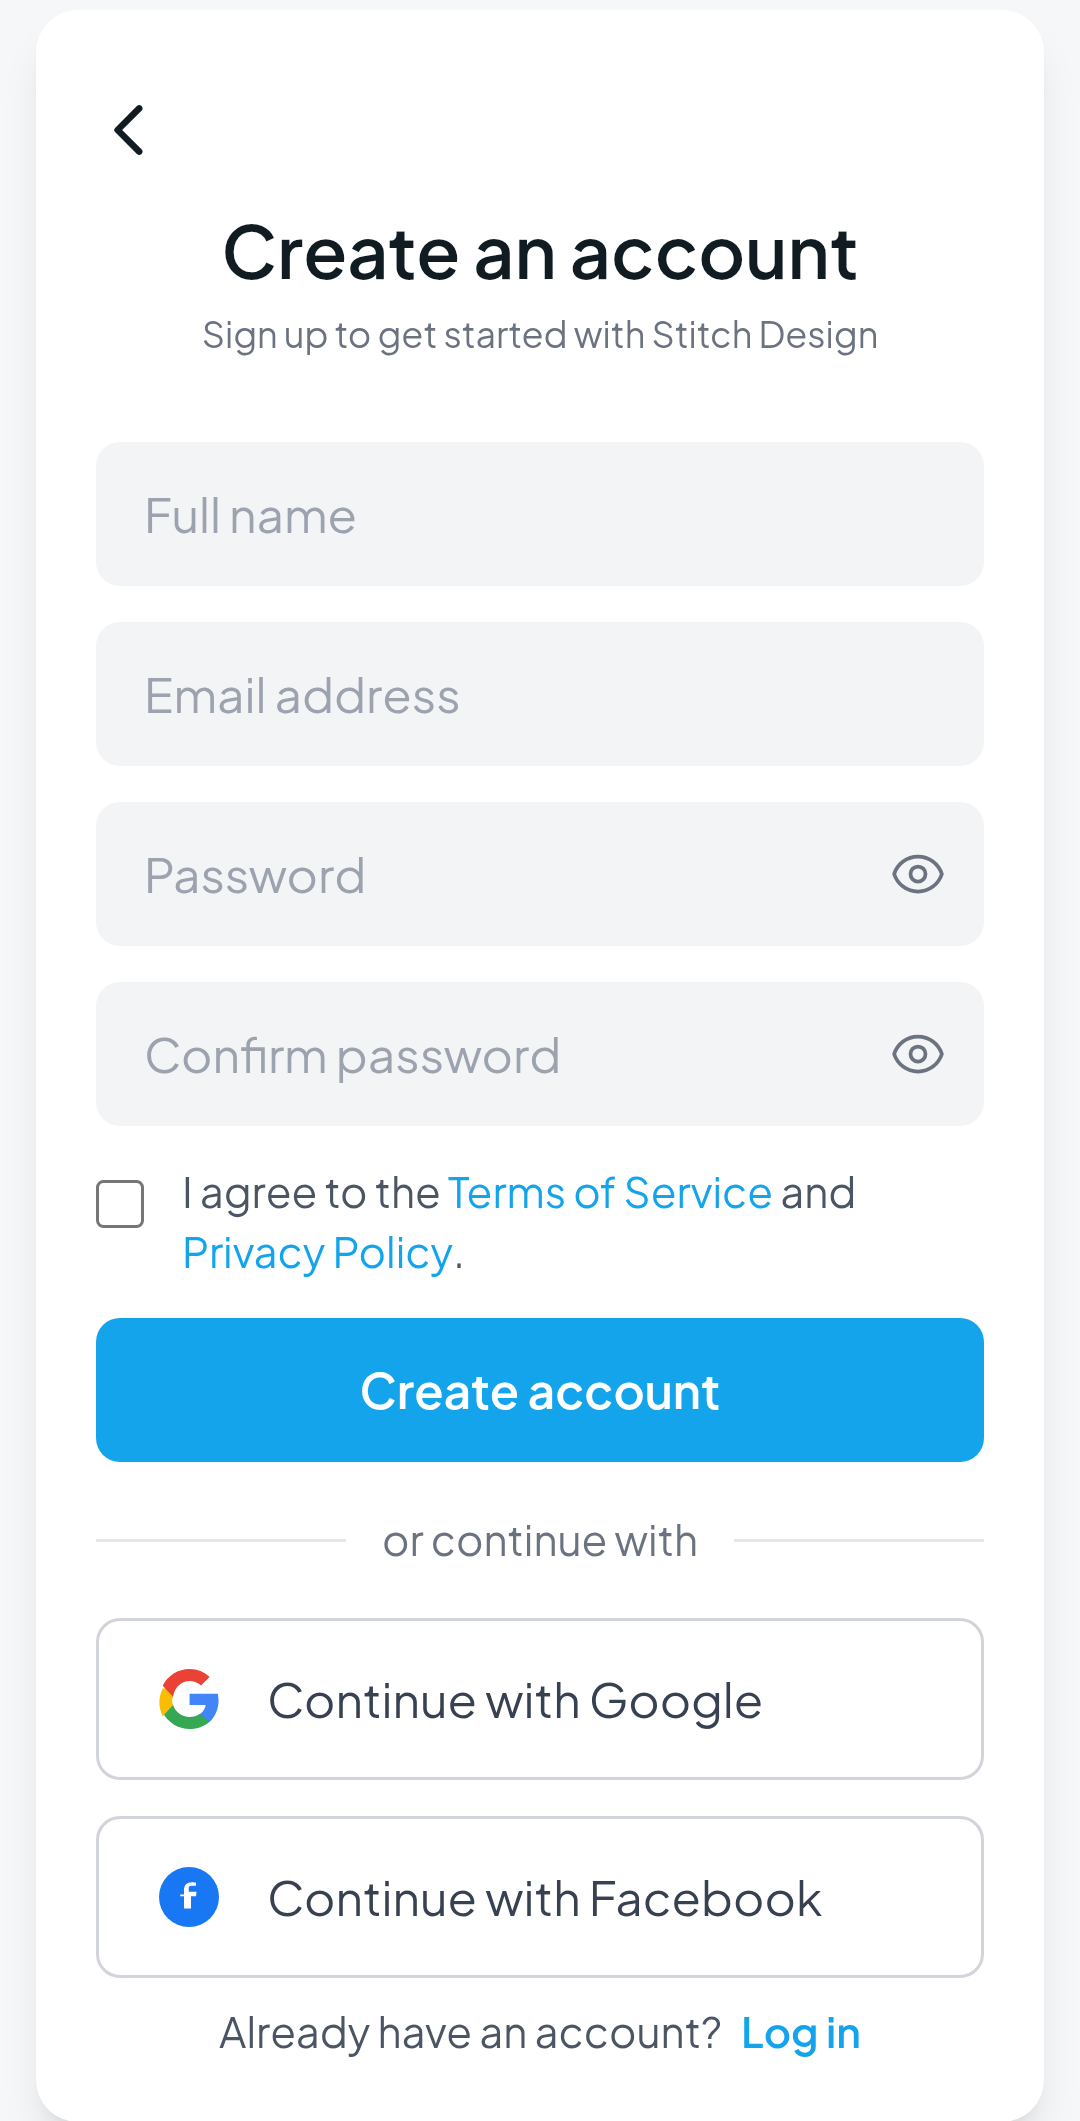 Create an account
Sign up to get started with Stitch Design
Full name
Email address
Password
Confirm password
I agree to the Terms of Service and
Privacy Policy.
Create account
or continue with
Continue with Google
Continue with Facebook
Already have an account? Log in